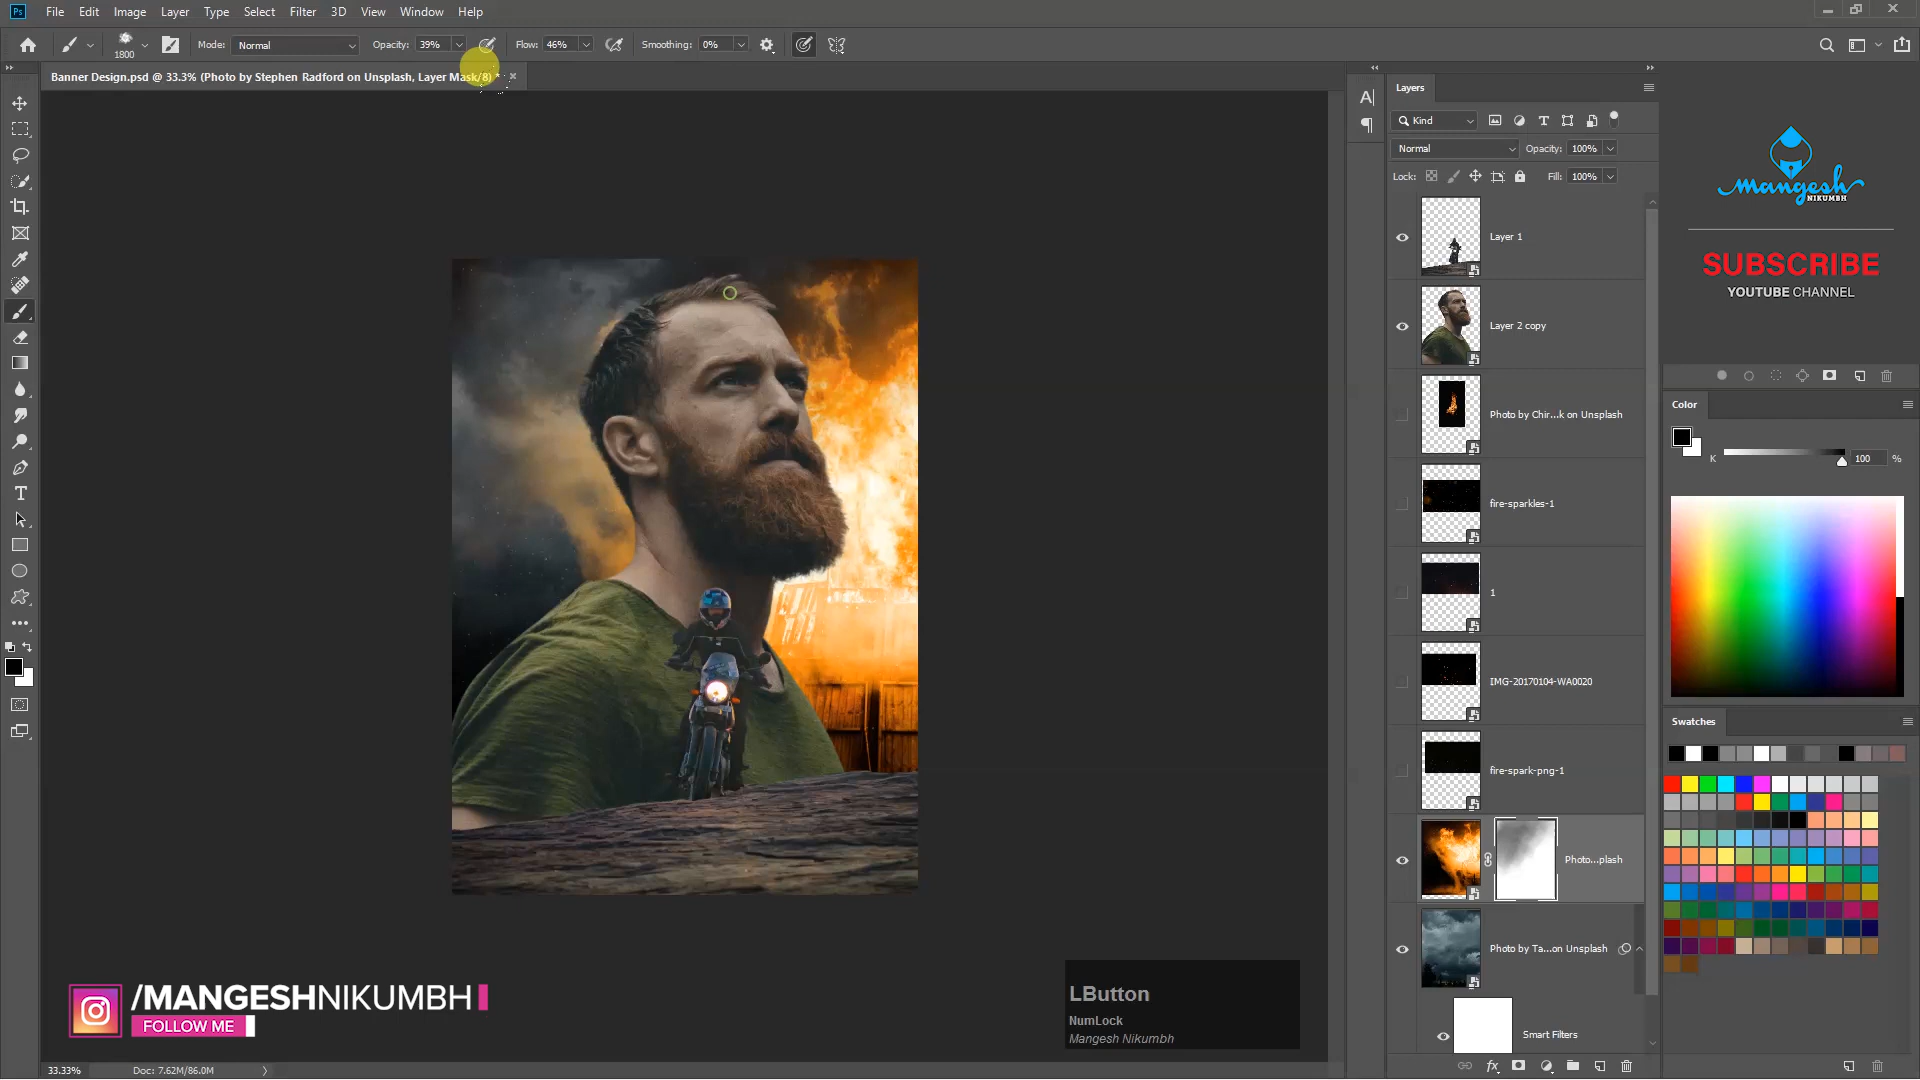 Ps File Edit Image Layer Type Select Filter 3D View Window Help
1800 Mode: Normal Opacity: 39% Flow: 46% Smoothing: 0%
Banner Design.psd @ 33.3% (Photo by Stephen Radford on Unsplash, Layer Mask/8) * ×
Layers
Kind
Normal Opacity: 100%
Lock: Fill: 100%
Layer 1
Layer 2 copy
Photo by Chir...k on Unsplash
fire-sparkles-1
1
IMG-20170104-WA0020
fire-spark-png-1
Photo...plash
Photo by Ta...on Unsplash
Smart Filters
mangesh
NIKUMBH
SUBSCRIBE
YOUTUBE CHANNEL
Color
K 100 %
Swatches
/MANGESHNIKUMBH
FOLLOW ME
LButton
NumLock
Mangesh Nikumbh
33.33% Doc: 7.62M/86.0M